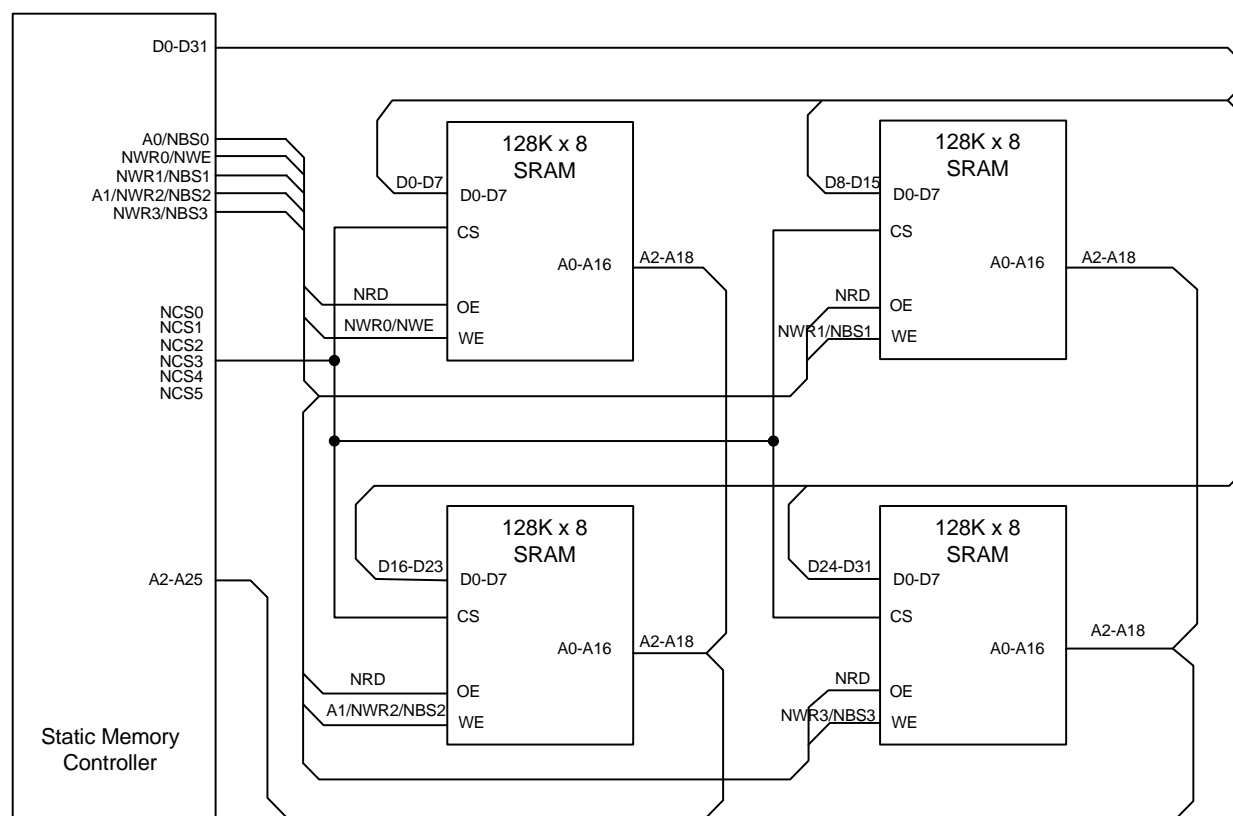 D0-D31
A0/NBS0
NWR0/NWE
NWR1/NBS1
A1/NWR2/NBS2
NWR3/NBS3
NCS0
NCS1
NCS2
NCS3
NCS4
NCS5
A2-A25
Static Memory
Controller
128K x 8
SRAM
D0-D7
D0-D7
CS
A0-A16
A2-A18
NRD
OE
NWR0/NWE
WE
128K x 8
SRAM
D8-D15
D0-D7
CS
A0-A16
A2-A18
NRD
OE
NWR1/NBS1
WE
128K x 8
SRAM
D16-D23
D0-D7
CS
A0-A16
A2-A18
NRD
OE
A1/NWR2/NBS2
WE
128K x 8
SRAM
D24-D31
D0-D7
CS
A0-A16
A2-A18
NRD
OE
NWR3/NBS3
WE